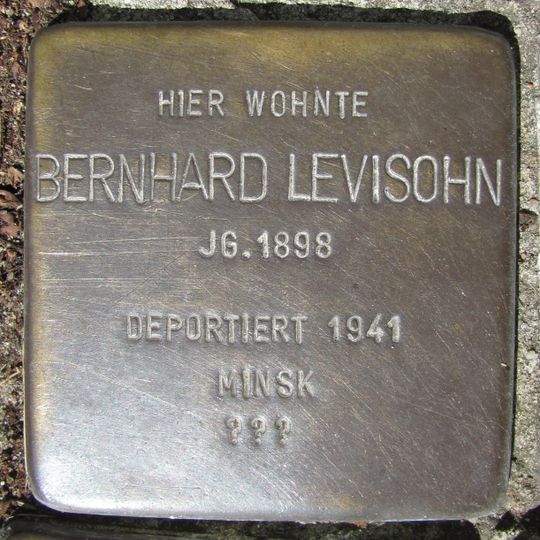 HIER WOHNTE
BERNHARD LEVISOHN
JG.1898
DEPORTIERT 1941
MINSK
???